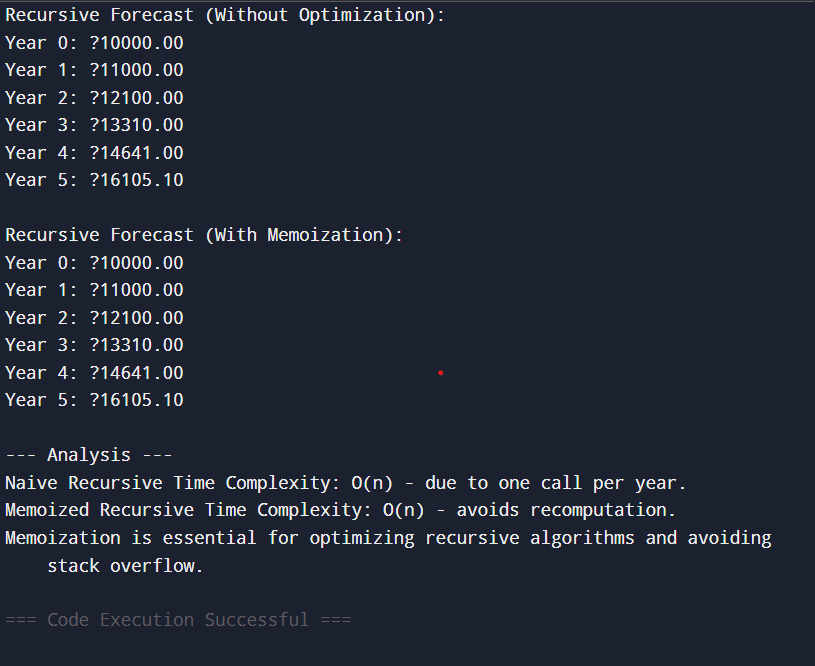 Recursive Forecast (Without Optimization):
Year 0: ?10000.00
Year 1: ?11000.00
Year 2: ?12100.00
Year 3: ?13310.00
Year 4: ?14641.00
Year 5: ?16105.10

Recursive Forecast (With Memoization):
Year 0: ?10000.00
Year 1: ?11000.00
Year 2: ?12100.00
Year 3: ?13310.00
Year 4: ?14641.00
Year 5: ?16105.10

--- Analysis ---
Naive Recursive Time Complexity: O(n) - due to one call per year.
Memoized Recursive Time Complexity: O(n) - avoids recomputation.
Memoization is essential for optimizing recursive algorithms and avoiding
    stack overflow.

=== Code Execution Successful ===